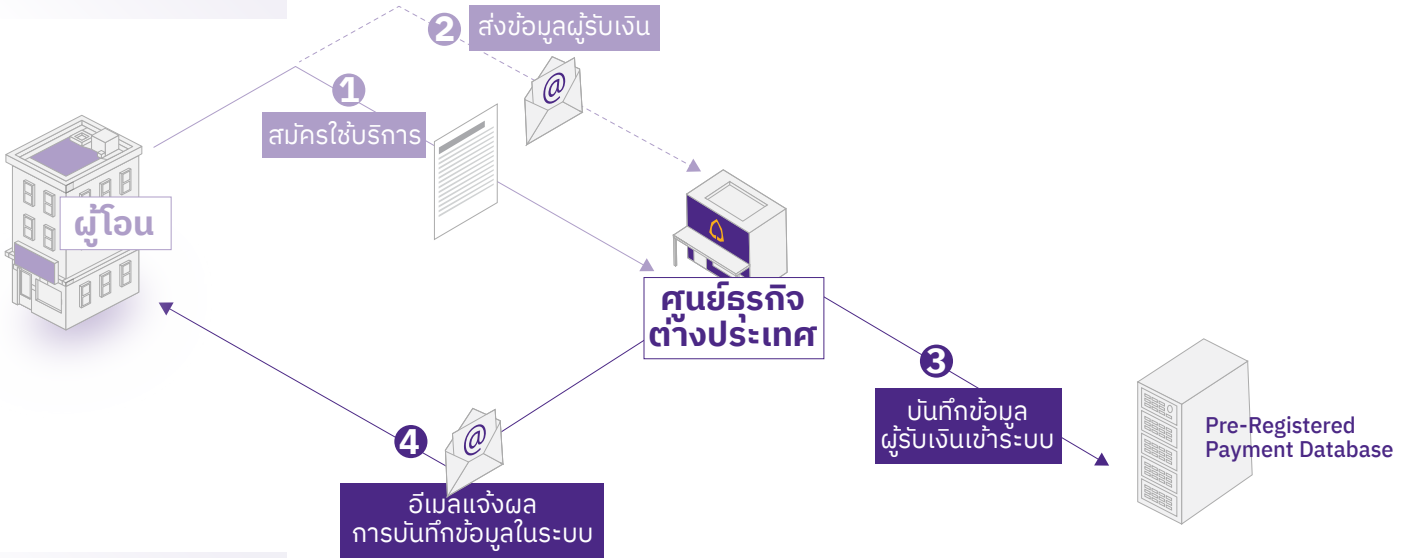 2 ส่งข้อมูลผู้รับเงิน
@
1
สมัครใช้บริการ
ผู้โอน
ศูนย์ธุรกิจ
ต่างประเทศ
3
บันทึกข้อมูล
ผู้รับเงินเข้าระบบ
Pre-Registered
Payment Database
4
@
อีเมลแจ้งผล
การบันทึกข้อมูลในระบบ